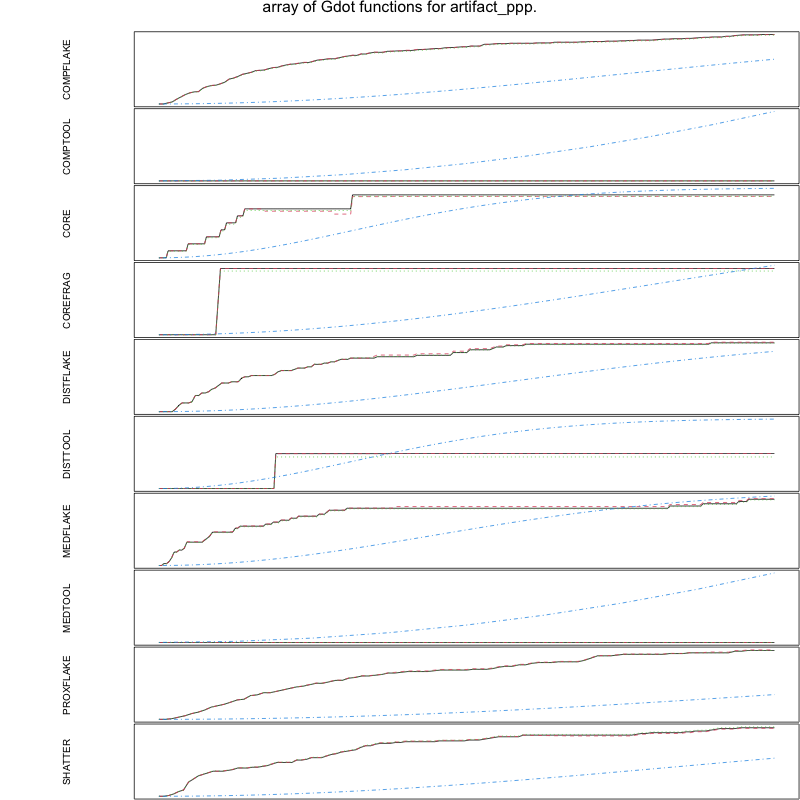 array of Gdot functions for artifact_ppp.
COMPFLAKE
COMPTOOL
CORE
COREFRAG
DISTFLAKE
DISTTOOL
MEDFLAKE
MEDTOOL
PROXFLAKE
SHATTER